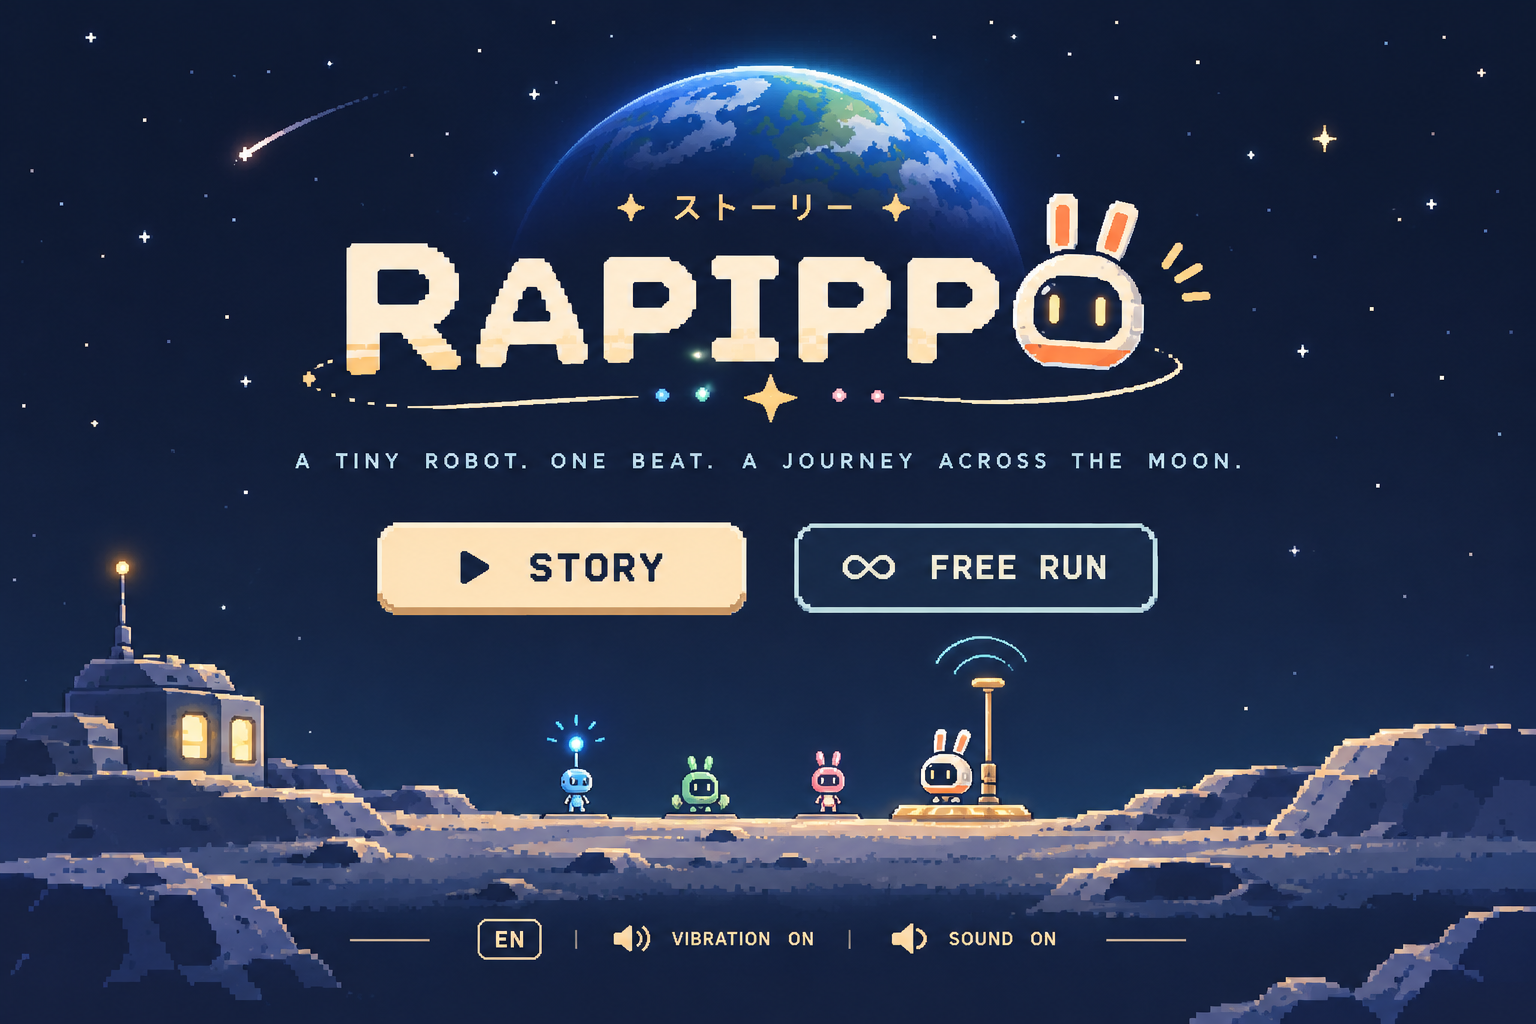 ストーリー
RAPIPPO
A TINY ROBOT. ONE BEAT. A JOURNEY ACROSS THE MOON.
STORY
FREE RUN
EN | VIBRATION ON | SOUND ON